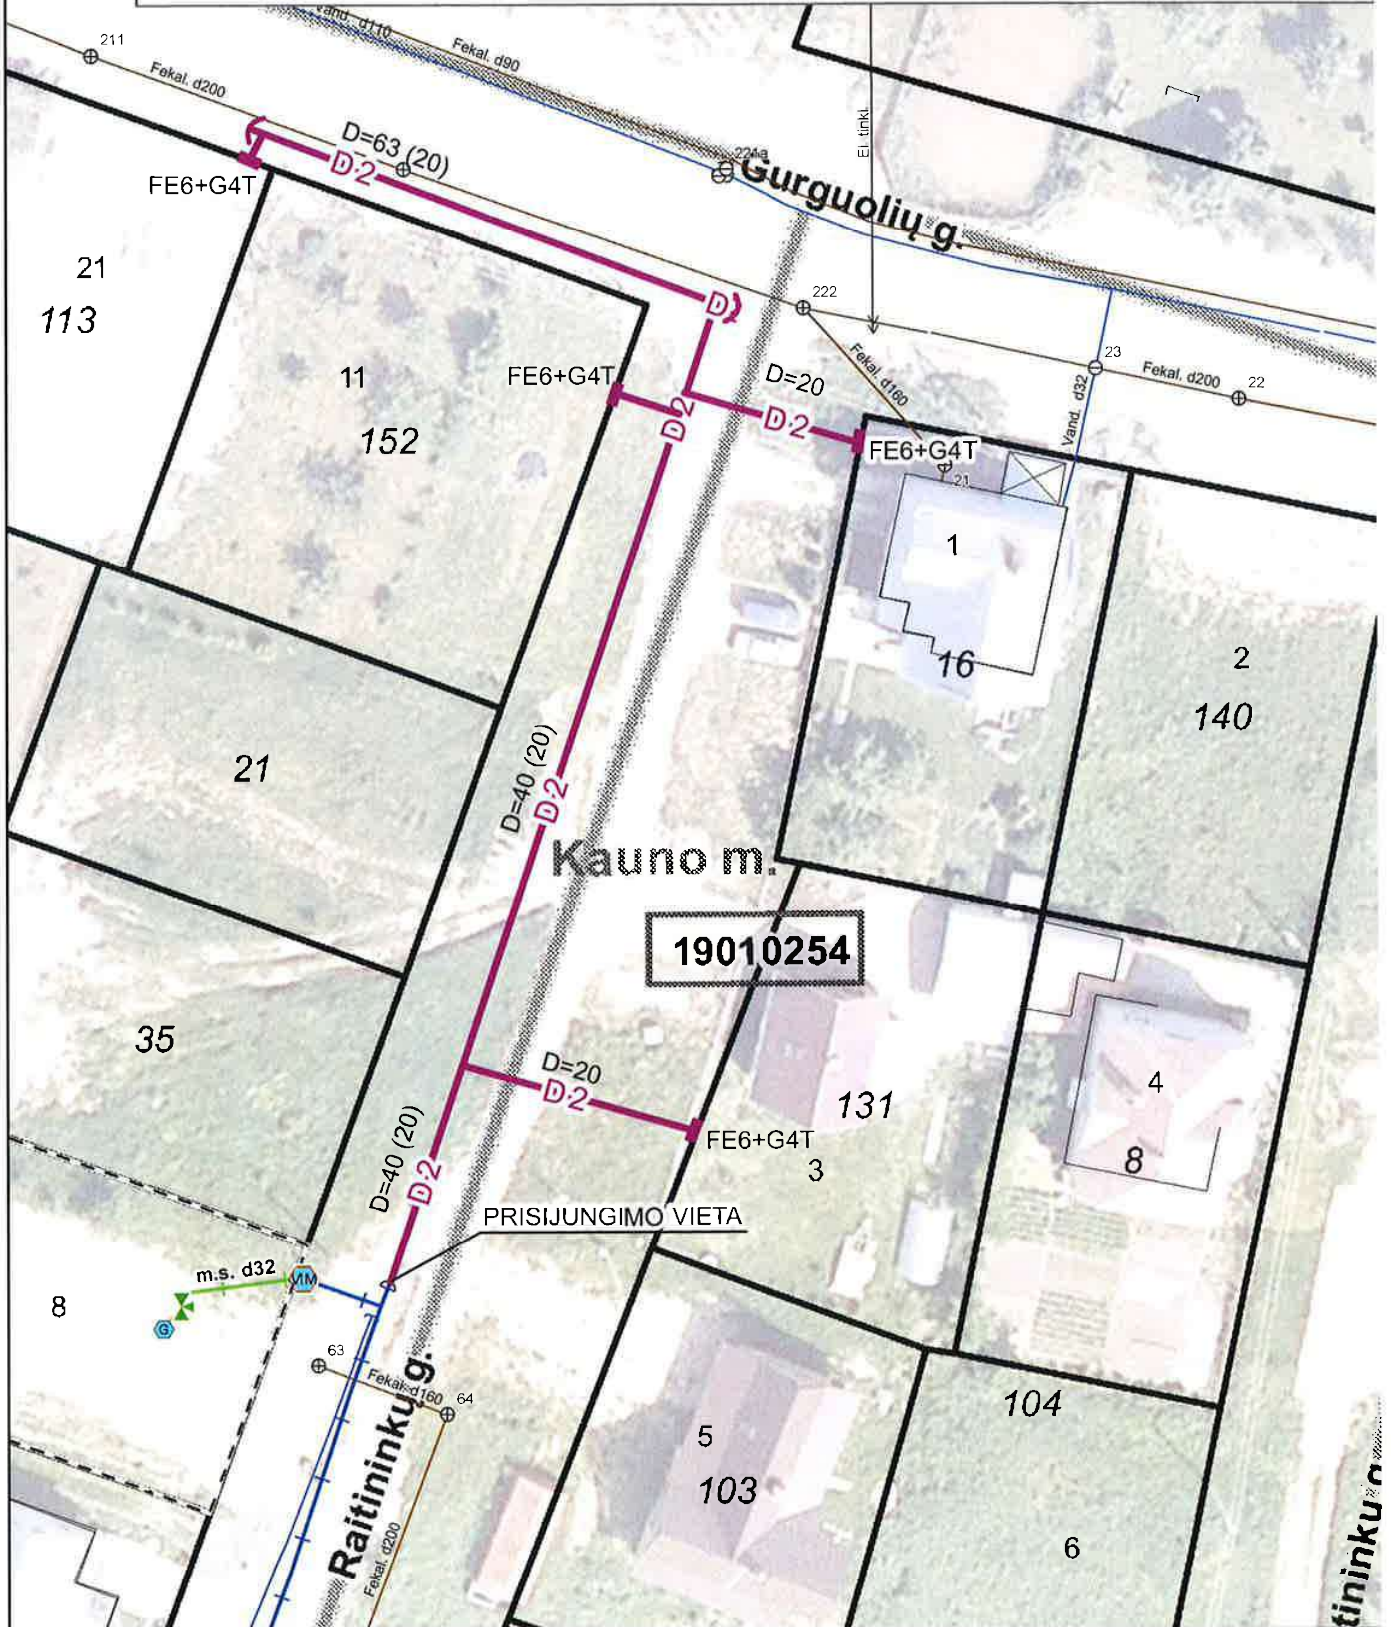 Vand. d110
Fekal. d90
211
Fekal. d200
D=63 (20)
D-2
FE6+G4T
El. tinkl.
221a
Gurguolių g.
21
113
D
222
23
Fekal. d200
22
Fekal. d160
Vand. d32
11
152
FE6+G4T
D-2
D=20
D-2
FE6+G4T
21
1
16
2
140
21
D=40 (20)
D-2
Kauno m.
19010254
35
D=20
D-2
FE6+G4T
131
3
4
8
D=40 (20)
D-2
PRISIJUNGIMO VIETA
m.s. d32
8
G
63
Fekal. d160
64
Raitininkų g.
Fekal. d200
5
103
104
6
tininkų g.